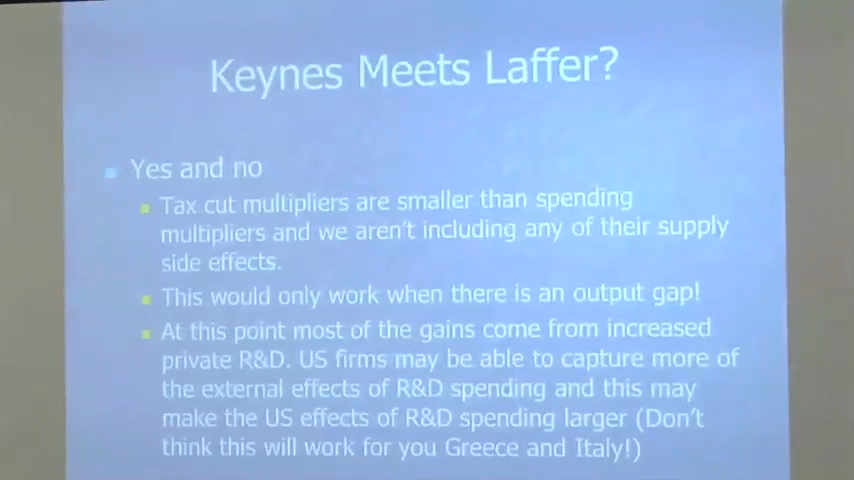 Keynes Meets Laffer?
Yes and no
Tax cut multipliers are smaller than spending
multipliers and we aren't including any of their supply
side effects.
This would only work when there is an output gap!
At this point most of the gains come from increased
private R&D. US firms may be able to capture more of
the external effects of R&D spending and this may
make the US effects of R&D spending larger (Don't
think this will work for you Greece and Italy!)